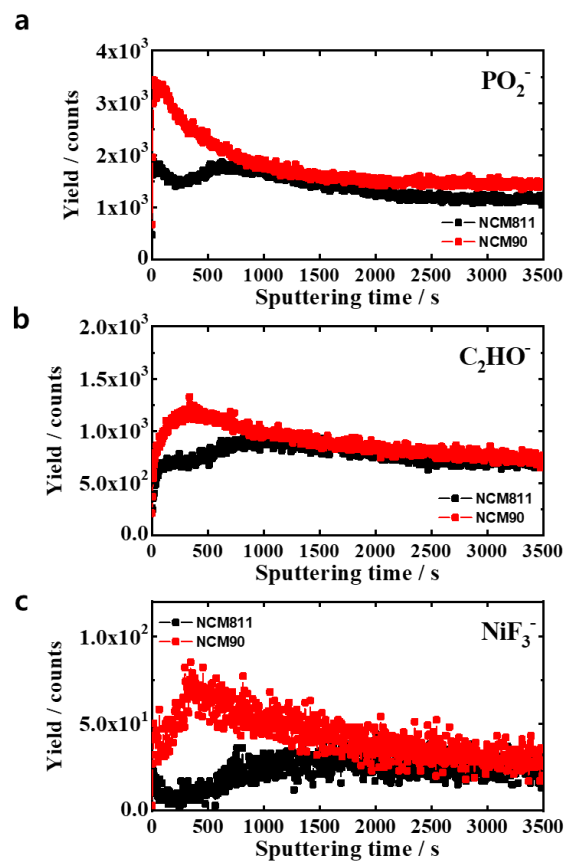 a
4x10³
3x10³
2x10³
1x10³
0
Yield / counts
PO₂⁻
NCM811
NCM90
0 500 1000 1500 2000 2500 3000 3500
Sputtering time / s
b
2.0x10³
1.5x10³
1.0x10³
5.0x10²
0.0
Yield / counts
C₂HO⁻
NCM811
NCM90
0 500 1000 1500 2000 2500 3000 3500
Sputtering time / s
c
1.0x10²
5.0x10¹
0.0
Yield / counts
NCM811
NCM90
NiF₃⁻
0 500 1000 1500 2000 2500 3000 3500
Sputtering time / s